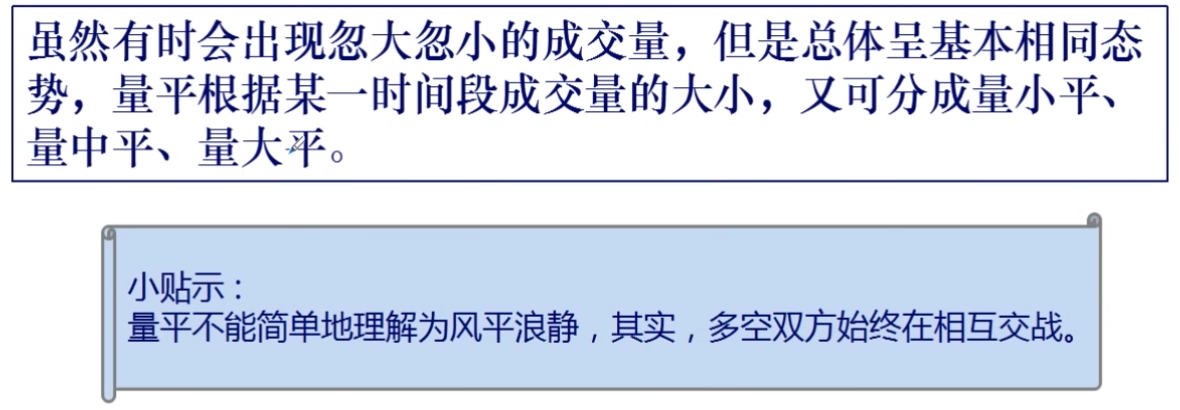 虽然有时会出现忽大忽小的成交量，但是总体呈基本相同态
势，量平根据某一时间段成交量的大小，又可分成量小平、
量中平、量大平。
小贴示：
量平不能简单地理解为风平浪静，其实，多空双方始终在相互交战。